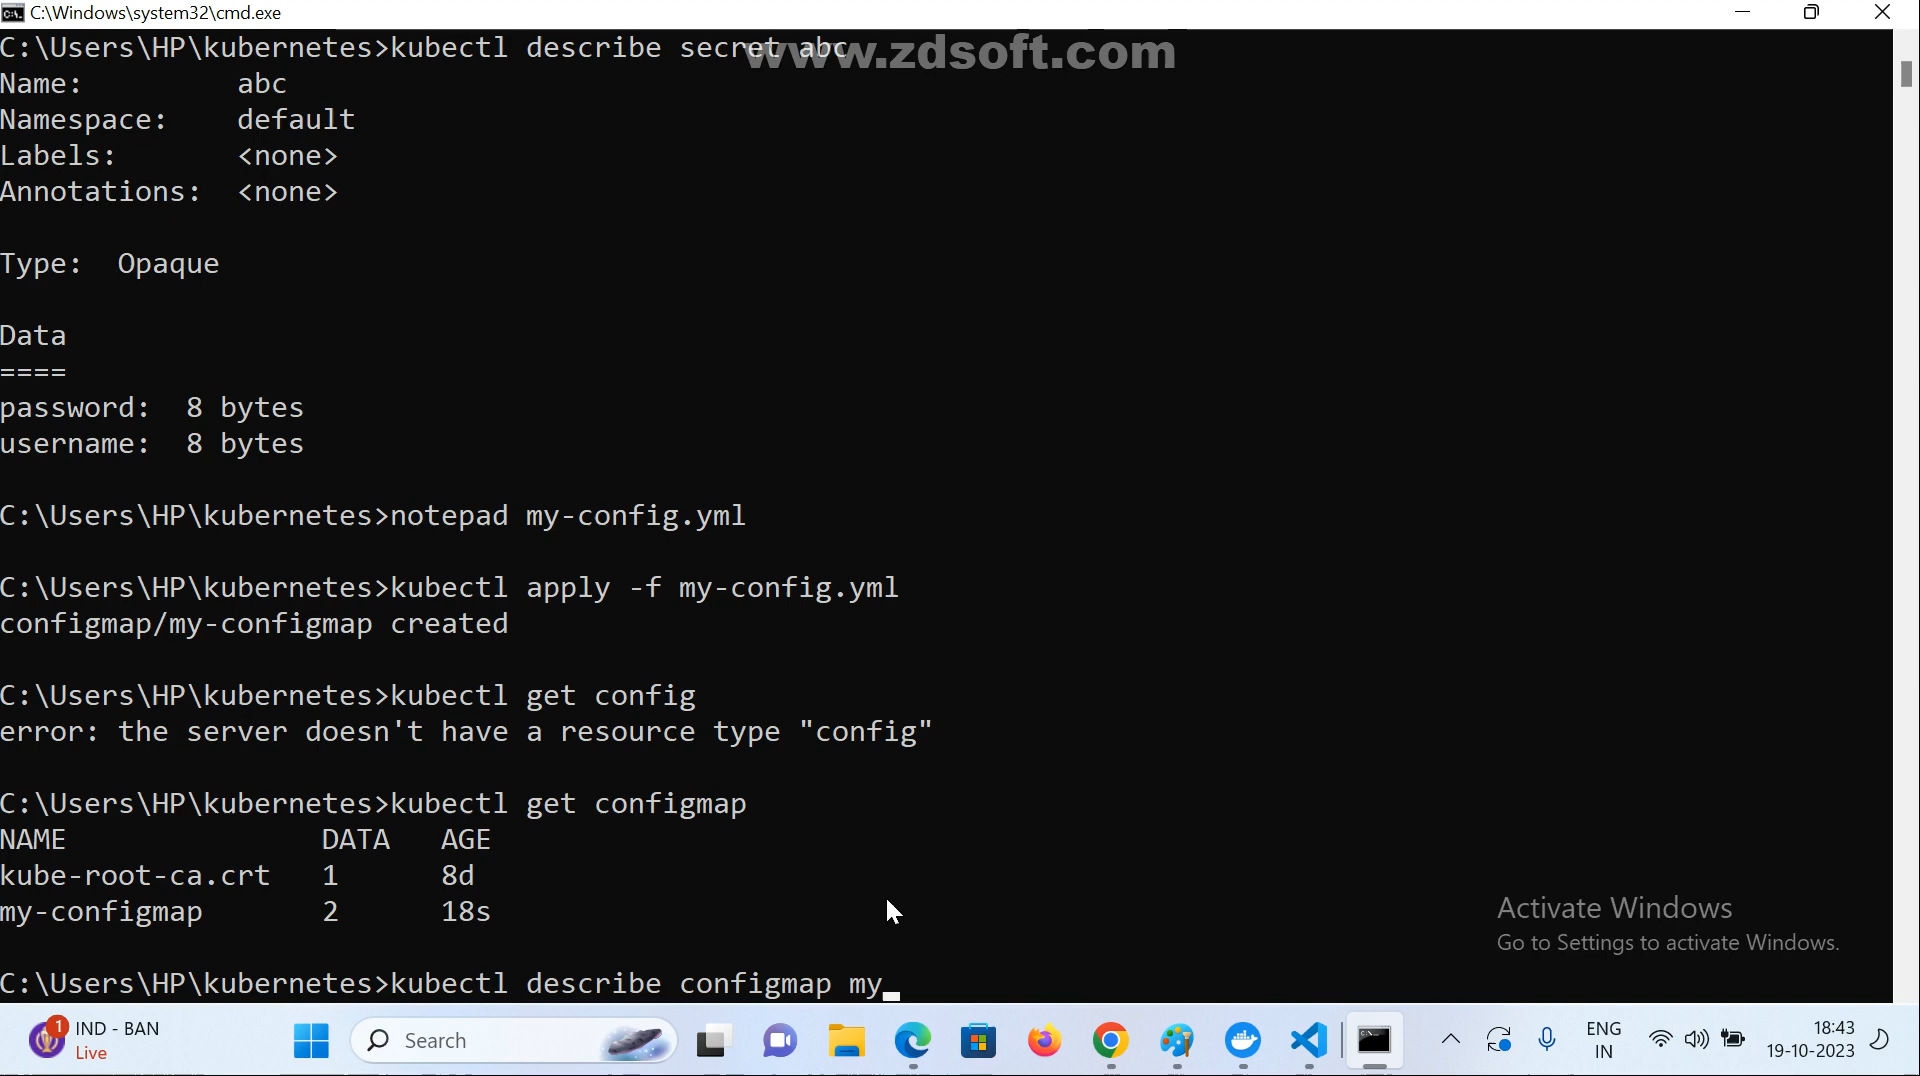 C:\Windows\system32\cmd.exe
C:\Users\HP\kubernetes>kubectl describe secret abc
www.zdsoft.com
Name:         abc
Namespace:    default
Labels:       <none>
Annotations:  <none>
Type:  Opaque
Data
====
password:  8 bytes
username:  8 bytes
C:\Users\HP\kubernetes>notepad my-config.yml
C:\Users\HP\kubernetes>kubectl apply -f my-config.yml
configmap/my-configmap created
C:\Users\HP\kubernetes>kubectl get config
error: the server doesn't have a resource type "config"
C:\Users\HP\kubernetes>kubectl get configmap
NAME               DATA   AGE
kube-root-ca.crt   1      8d
my-configmap       2      18s
Activate Windows
Go to Settings to activate Windows.
C:\Users\HP\kubernetes>kubectl describe configmap my_
1
IND - BAN
Live
Search
ENG
IN
18:43
19-10-2023